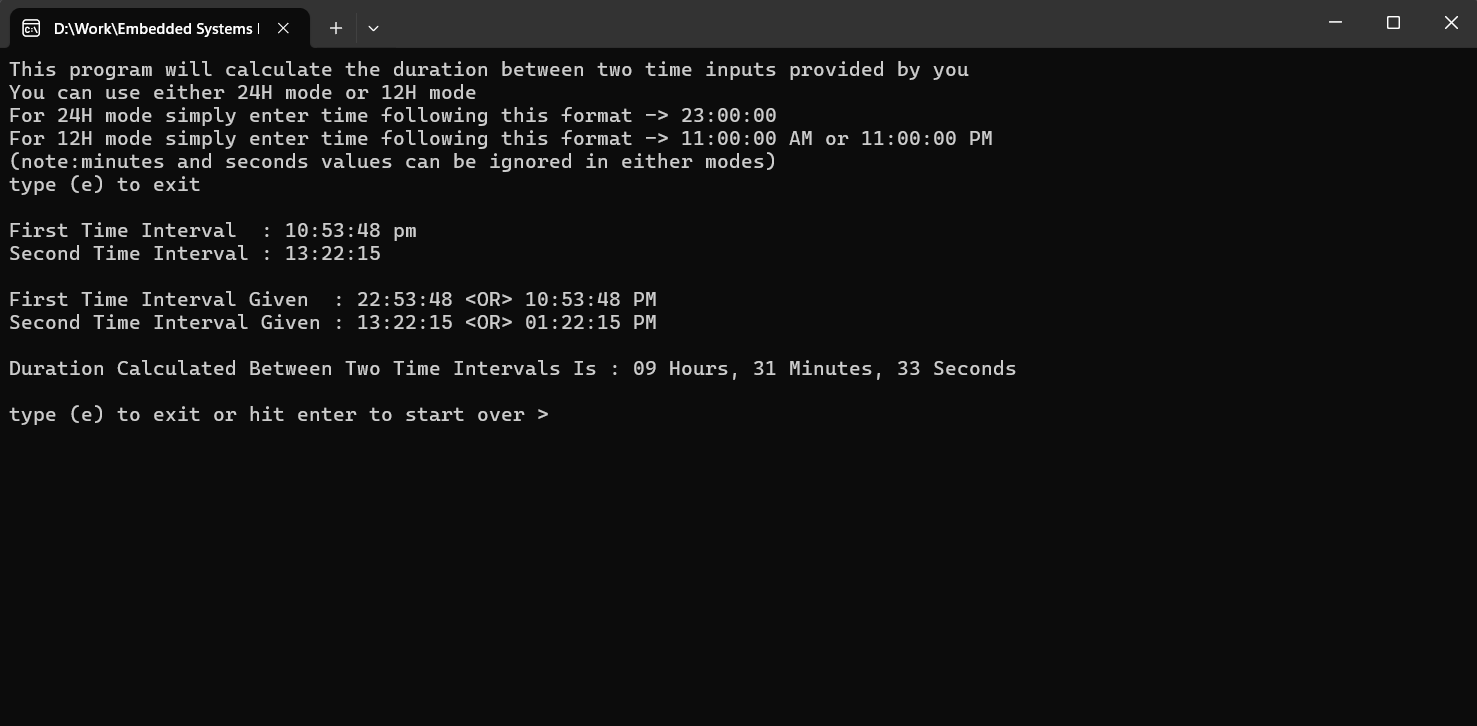 D:\Work\Embedded Systems
This program will calculate the duration between two time inputs provided by you
You can use either 24H mode or 12H mode
For 24H mode simply enter time following this format -> 23:00:00
For 12H mode simply enter time following this format -> 11:00:00 AM or 11:00:00 PM
(note:minutes and seconds values can be ignored in either modes)
type (e) to exit
First Time Interval  : 10:53:48 pm
Second Time Interval : 13:22:15
First Time Interval Given  : 22:53:48 <OR> 10:53:48 PM
Second Time Interval Given : 13:22:15 <OR> 01:22:15 PM
Duration Calculated Between Two Time Intervals Is : 09 Hours, 31 Minutes, 33 Seconds
type (e) to exit or hit enter to start over >